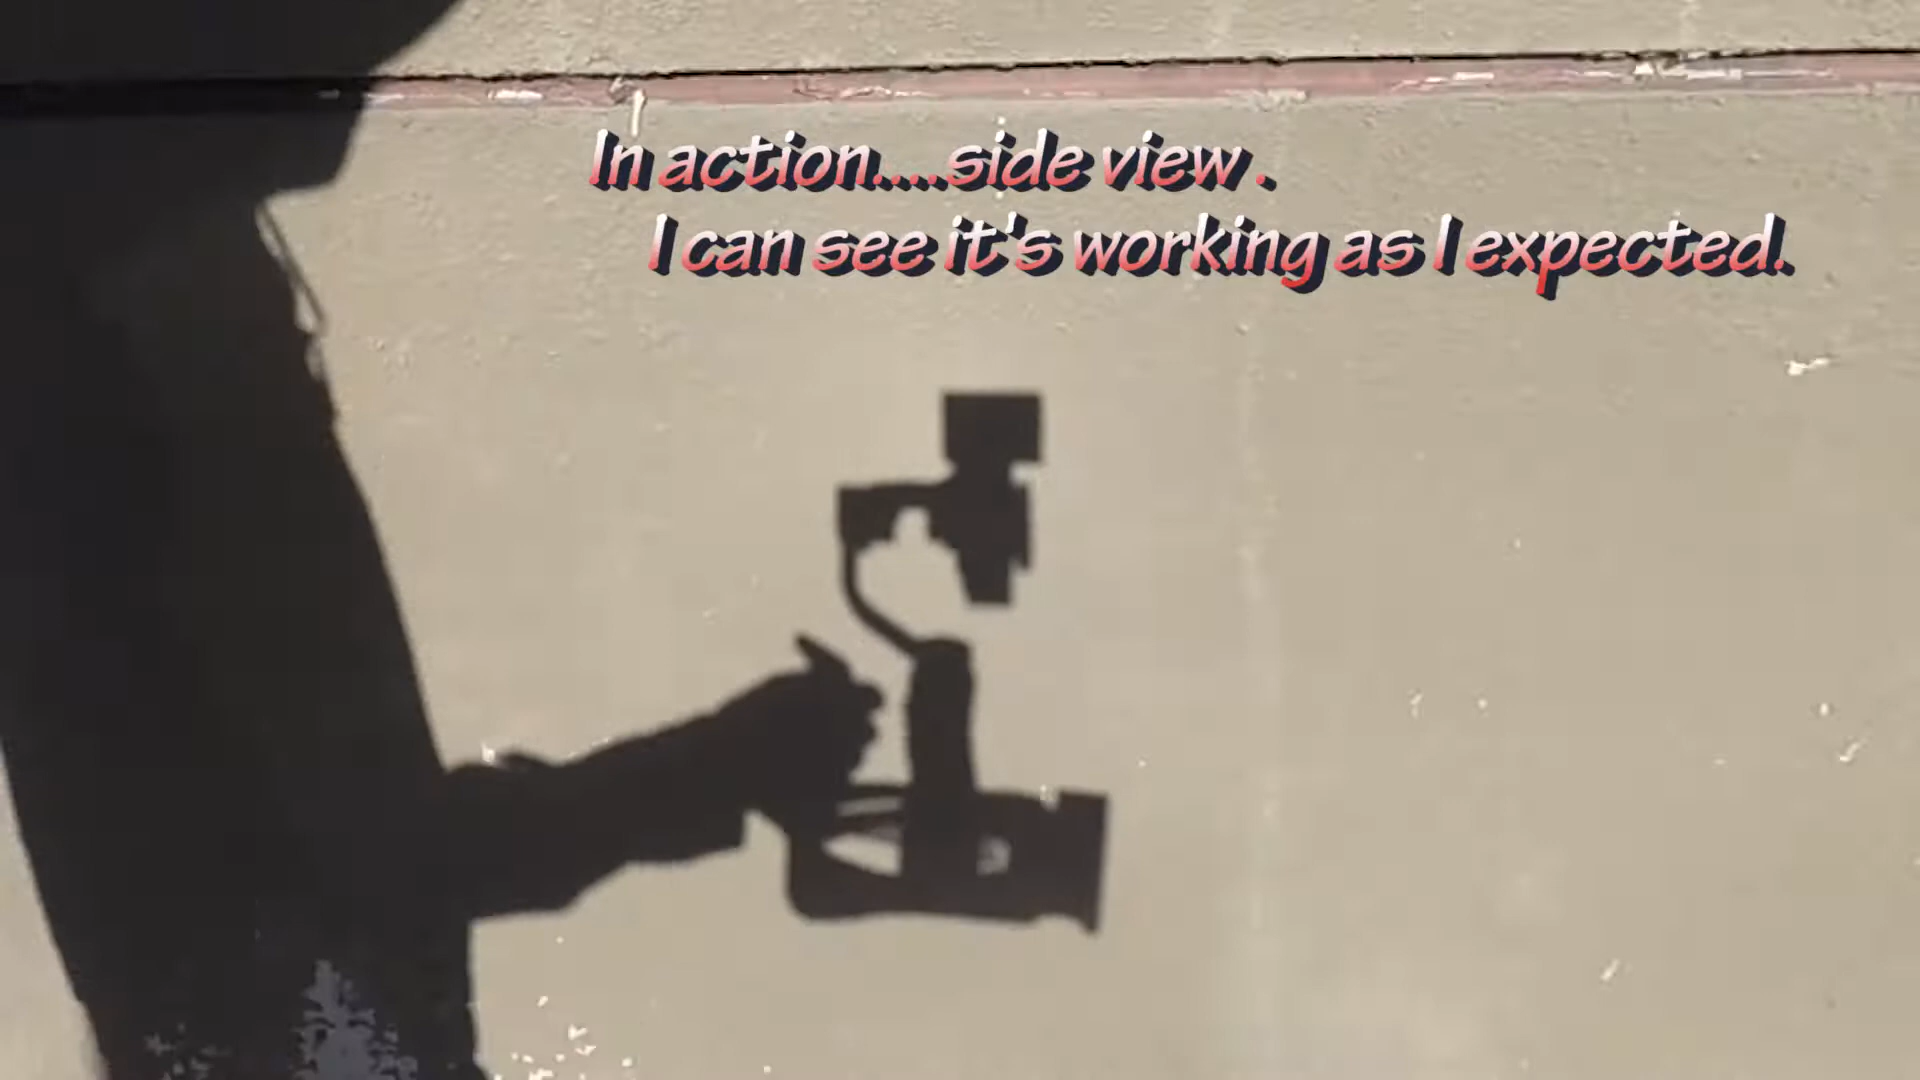 In action....side view .
I can see it's working as I expected.